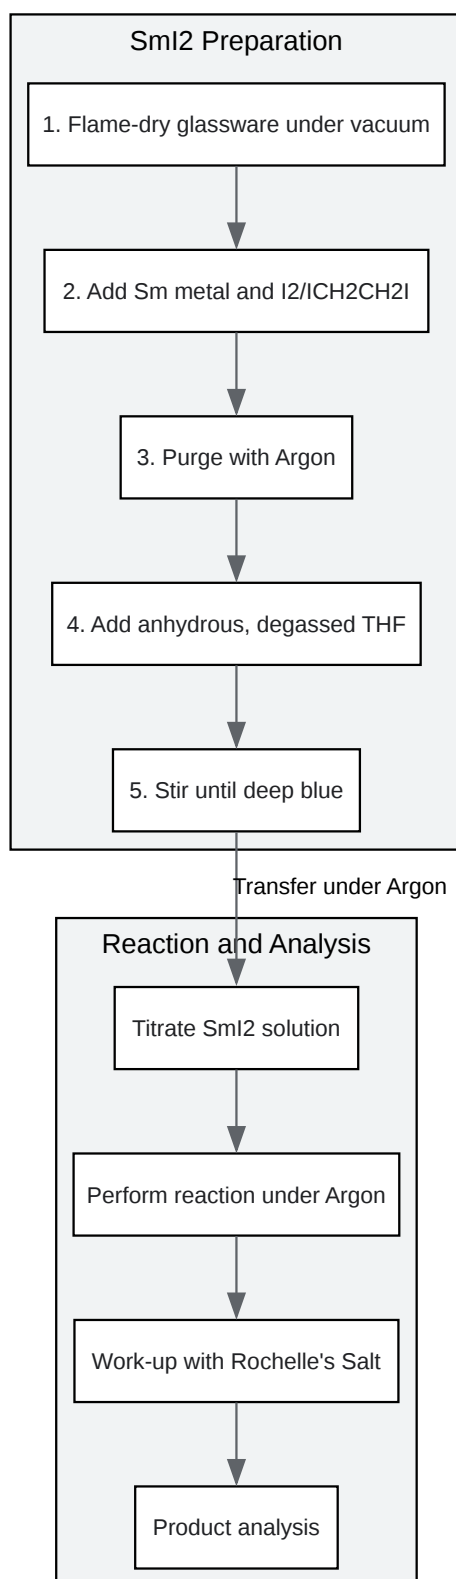 SmI2 Preparation
1. Flame-dry glassware under vacuum
2. Add Sm metal and I2/ICH2CH2I
3. Purge with Argon
4. Add anhydrous, degassed THF
5. Stir until deep blue
Transfer under Argon
Reaction and Analysis
Titrate SmI2 solution
Perform reaction under Argon
Work-up with Rochelle's Salt
Product analysis